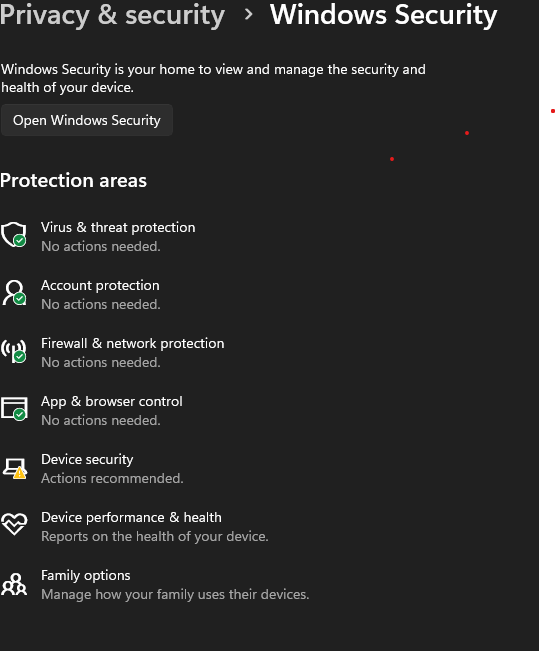 Privacy & security > Windows Security
Windows Security is your home to view and manage the security and
health of your device.
Open Windows Security
Protection areas
Virus & threat protection
No actions needed.
Account protection
No actions needed.
Firewall & network protection
No actions needed.
App & browser control
No actions needed.
Device security
Actions recommended.
Device performance & health
Reports on the health of your device.
Family options
Manage how your family uses their devices.